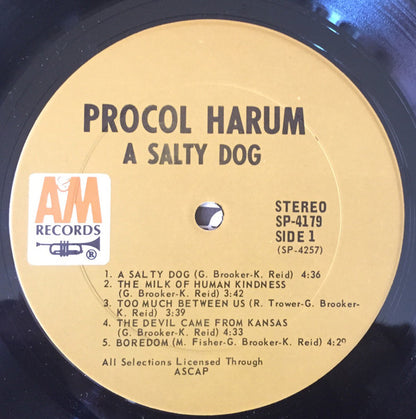 PROCOL HARUM
A SALTY DOG
AM
RECORDS
®
STEREO
SP-4179
SIDE 1
(SP-4257)
1. A SALTY DOG (G. Brooker-K. Reid) 4:36
2. THE MILK OF HUMAN KINDNESS
(G. Brooker-K. Reid) 3:42
3. TOO MUCH BETWEEN US (R. Trower-G. Brooker-
K. Reid) 3:39
4. THE DEVIL CAME FROM KANSAS
(G. Brooker-K. Reid) 4:33
5. BOREDOM (M. Fisher-G. Brooker-K. Reid) 4:20
All Selections Licensed Through
ASCAP